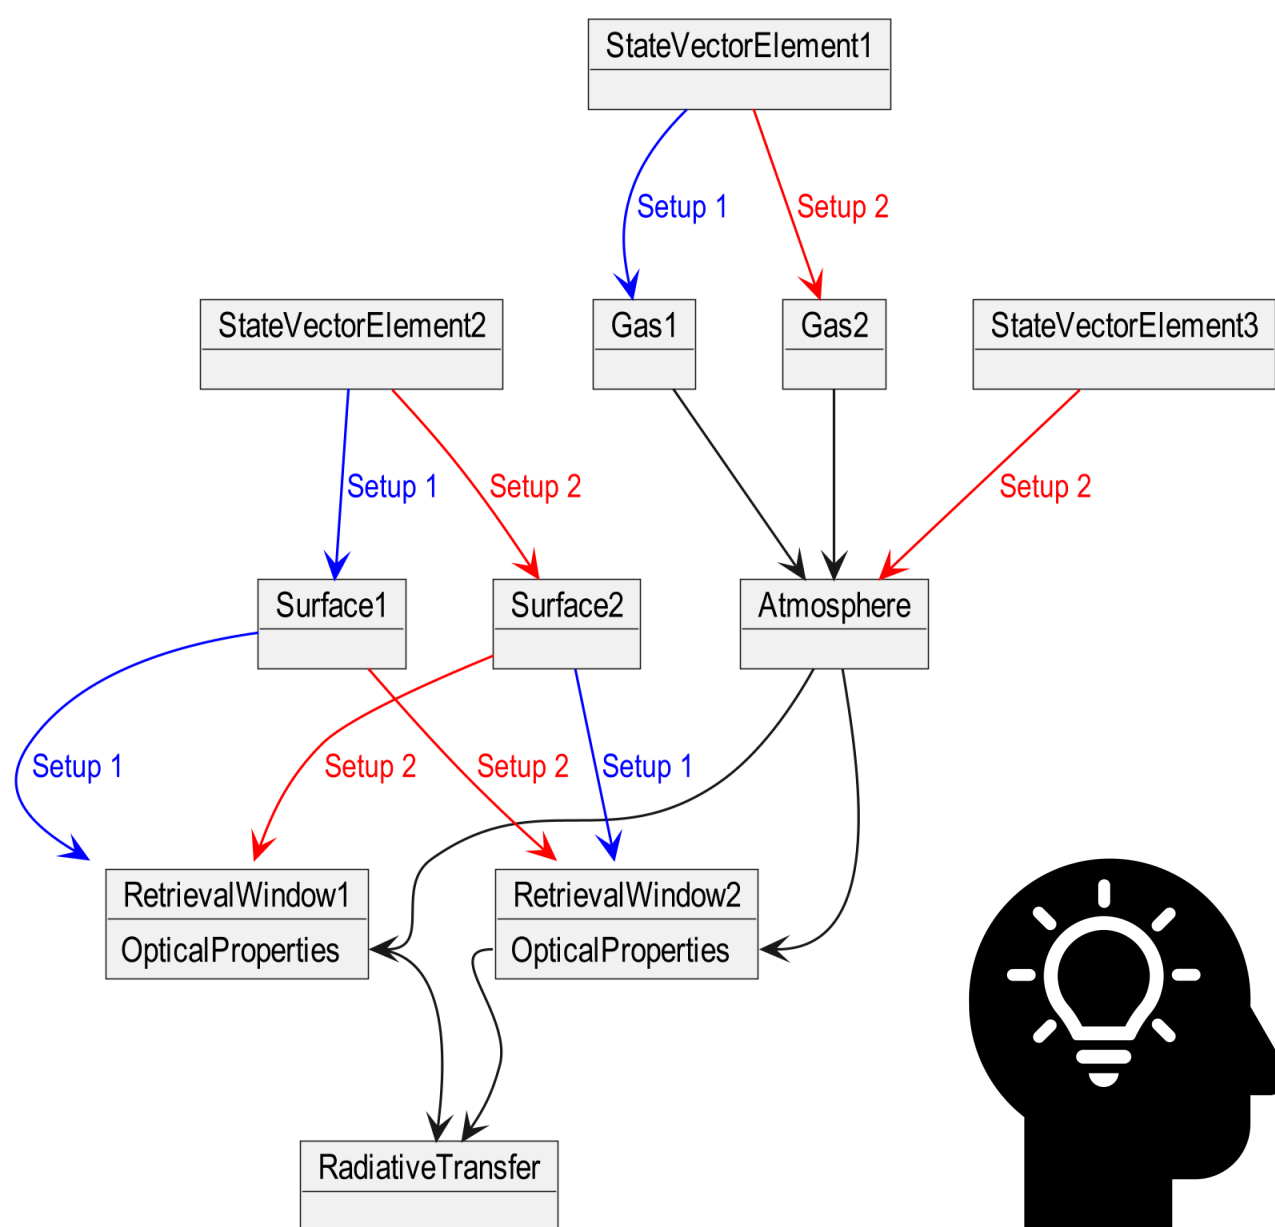 StateVectorElement1
Setup 1
Setup 2
StateVectorElement2
Gas1
Gas2
StateVectorElement3
Setup 1
Setup 2
Setup 2
Surface1
Surface2
Atmosphere
Setup 1
Setup 2
Setup 2
Setup 1
RetrievalWindow1
OpticalProperties
RetrievalWindow2
OpticalProperties
RadiativeTransfer